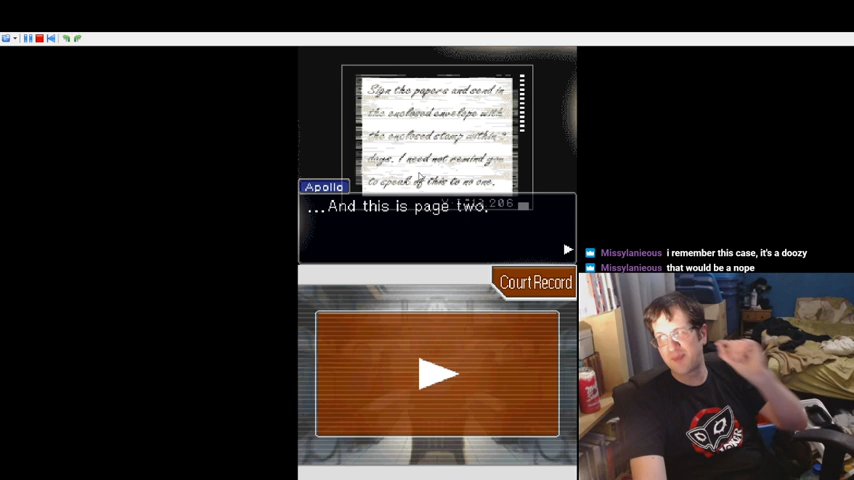 Sign the papers and send in
the enclosed envelope with
the enclosed stamp within
days. I need not remind you
to speak of this to no one.
Apollo
...And this is page two.
Court Record
Missylanieous i remember this case, it's a doozy
Missylanieous that would be a nope